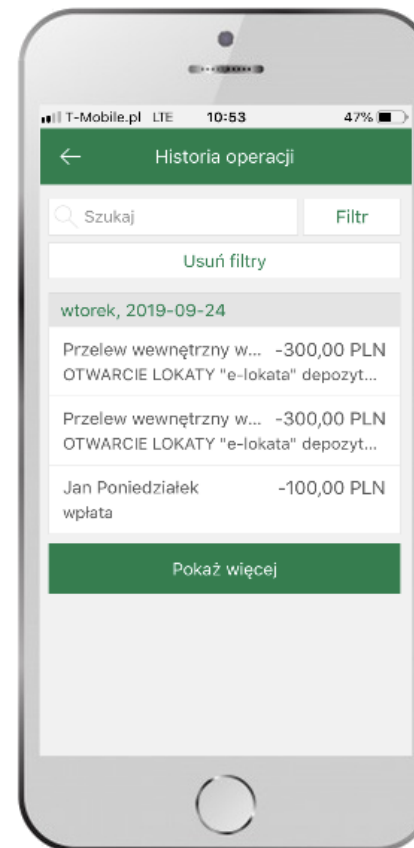 T-Mobile.pl LTE 10:53 47%
Historia operacji
Szukaj Filtr
Usuń filtry
wtorek, 2019-09-24
Przelew wewnętrzny w... -300,00 PLN
OTWARCIE LOKATY "e-lokata" depozyt...
Przelew wewnętrzny w... -300,00 PLN
OTWARCIE LOKATY "e-lokata" depozyt...
Jan Poniedziałek -100,00 PLN
wpłata
Pokaż więcej